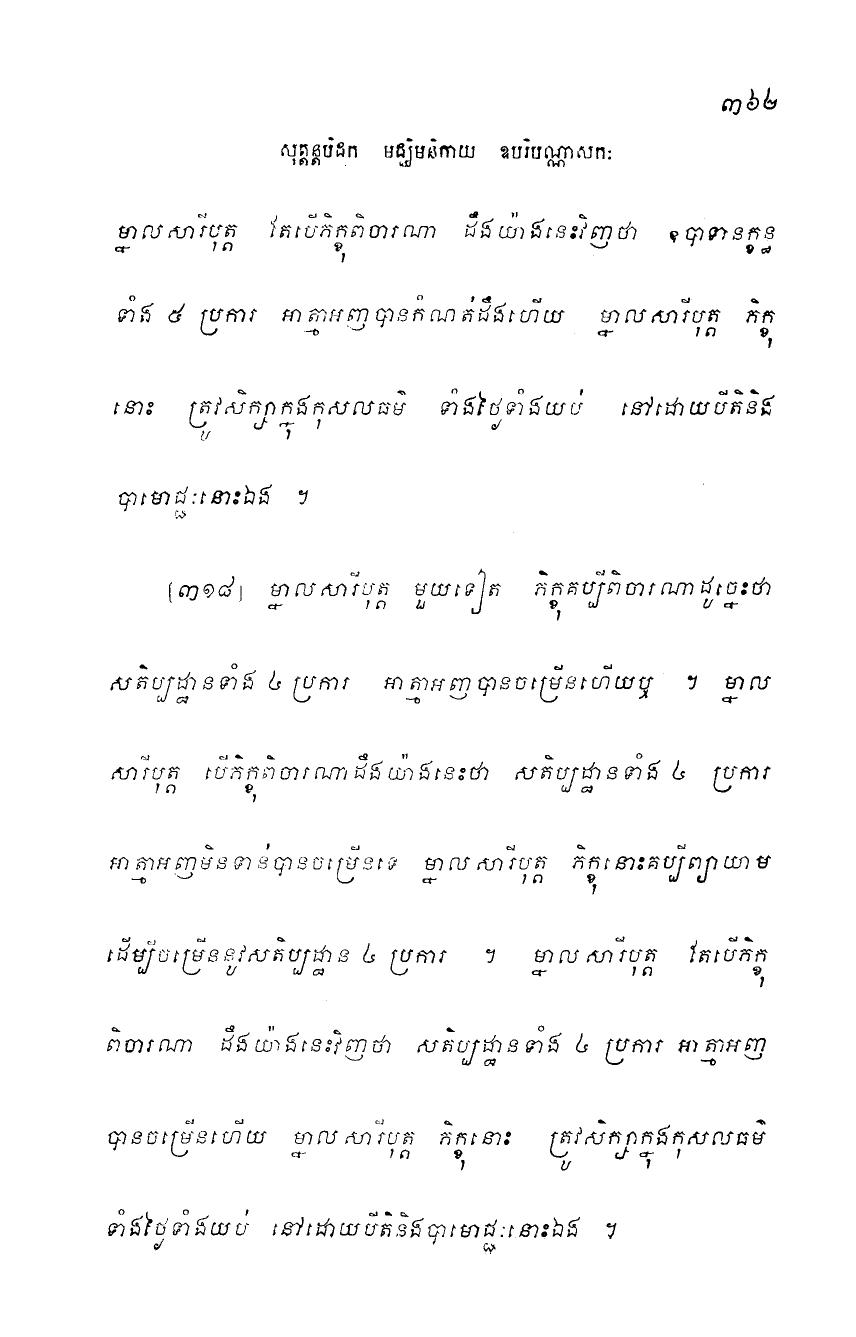 ៣៦២
សុត្តន្តបិដក មជ្ឈិមនិកាយ ឧបរិបណ្ណាសកៈ
ម្នាលសារីបុត្ត តែបើភិក្ខុពិចារណា ដឹងយ៉ាងនេះវិញថា ឧបាទានក្ខន្ធ
ទាំង ៥ ប្រការ អាត្មាអញបានកំណត់ដឹងហើយ ម្នាលសារីបុត្ត ភិក្ខុ
នោះ ត្រូវសិក្សាក្នុងកុសលធម៌ ទាំងថ្ងៃទាំងយប់ នៅដោយបីតិនិង
បាមោជ្ជៈនោះឯង ។
[៣១៨] ម្នាលសារីបុត្ត មួយទៀត ភិក្ខុគប្បីពិចារណាដូច្នេះថា
សតិប្បដ្ឋានទាំង ៤ ប្រការ អាត្មាអញបានចម្រើនហើយឬ ។ ម្នាល
សារីបុត្ត បើភិក្ខុពិចារណាដឹងយ៉ាងនេះថា សតិប្បដ្ឋានទាំង ៤ ប្រការ
អាត្មាអញមិនទាន់បានចម្រើនទេ ម្នាលសារីបុត្ត ភិក្ខុនោះគប្បីព្យាយាម
ដើម្បីចម្រើននូវសតិប្បដ្ឋាន ៤ ប្រការ ។ ម្នាលសារីបុត្ត តែបើភិក្ខុ
ពិចារណា ដឹងយ៉ាងនេះវិញថា សតិប្បដ្ឋានទាំង ៤ ប្រការ អាត្មាអញ
បានចម្រើនហើយ ម្នាលសារីបុត្ត ភិក្ខុនោះ ត្រូវសិក្សាក្នុងកុសលធម៌
ទាំងថ្ងៃទាំងយប់ នៅដោយបីតិនិងបាមោជ្ជៈនោះឯង ។